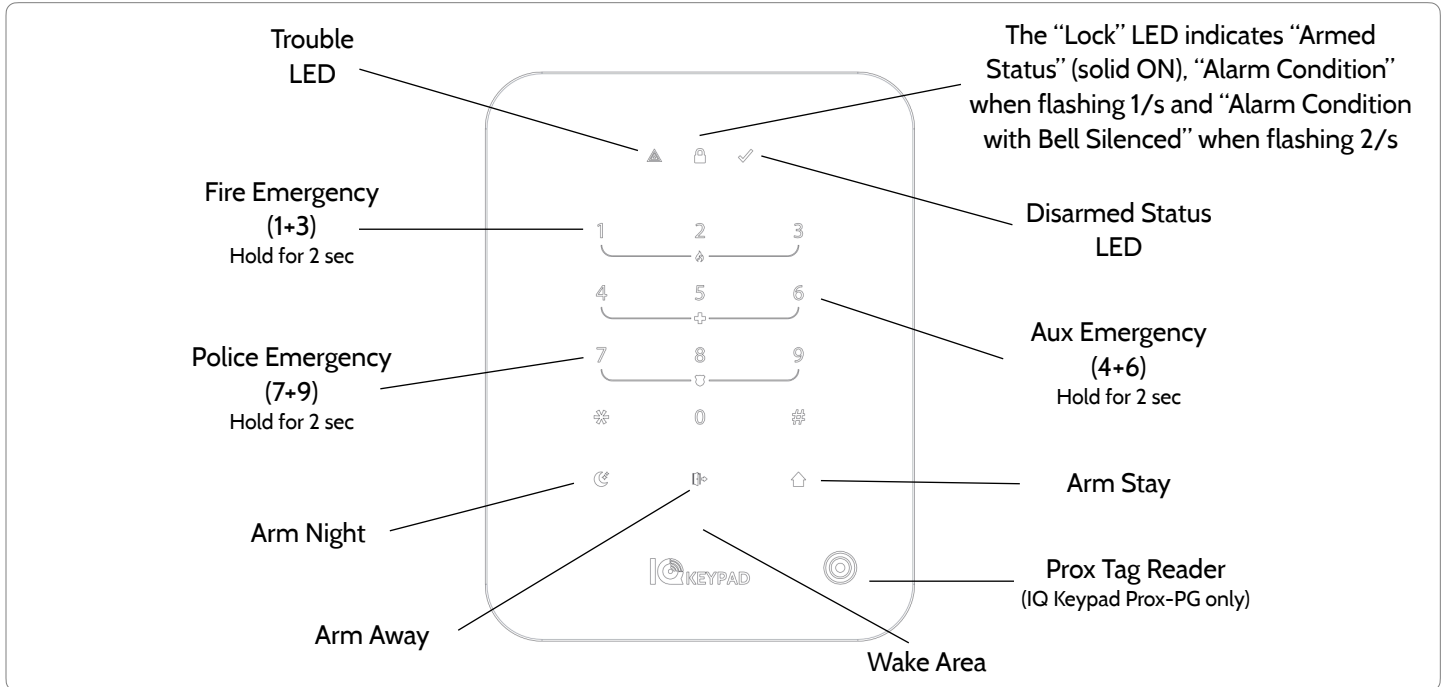 Trouble
LED
The “Lock” LED indicates “Armed
Status” (solid ON), “Alarm Condition”
when flashing 1/s and “Alarm Condition
with Bell Silenced” when flashing 2/s
Fire Emergency
(1+3)
Hold for 2 sec
Disarmed Status
LED
1 2 3
4 5 6
Aux Emergency
(4+6)
Hold for 2 sec
Police Emergency
(7+9)
Hold for 2 sec
7 8 9
* 0 #
Arm Stay
Arm Night
IQ KEYPAD
Prox Tag Reader
(IQ Keypad Prox-PG only)
Arm Away
Wake Area